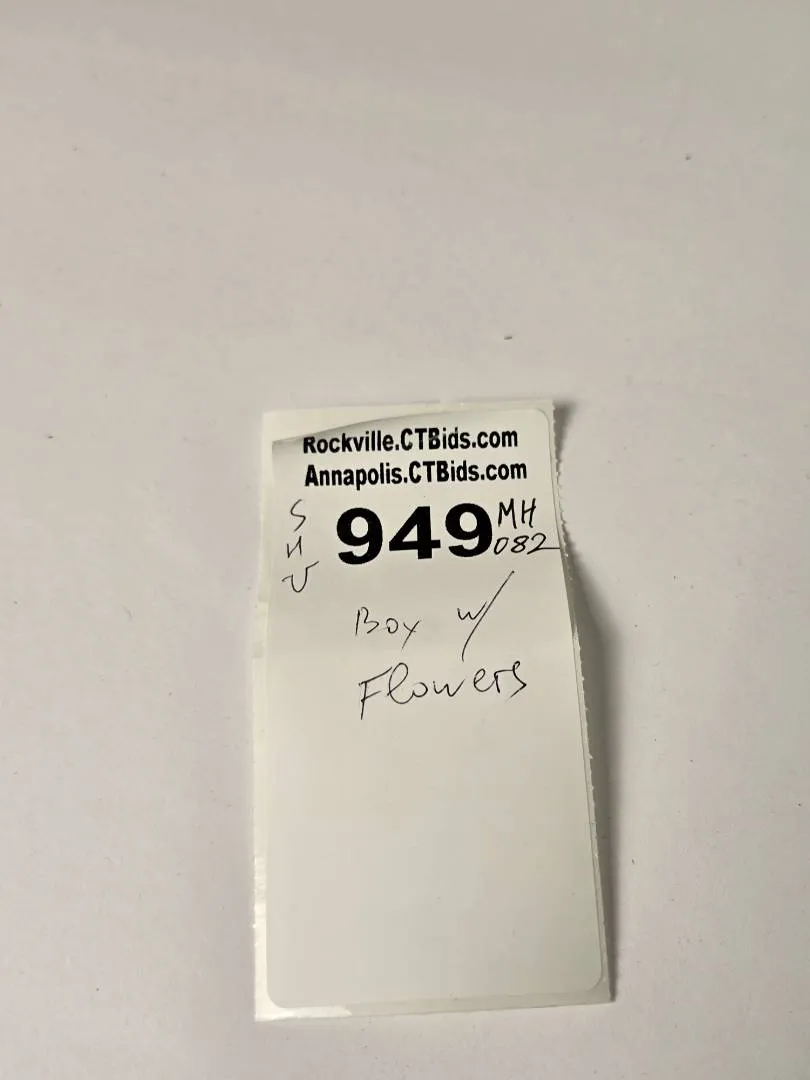 Rockville.CTBids.com
Annapolis.CTBids.com
S
H
V
949
MH
082
Box w/
Flowers